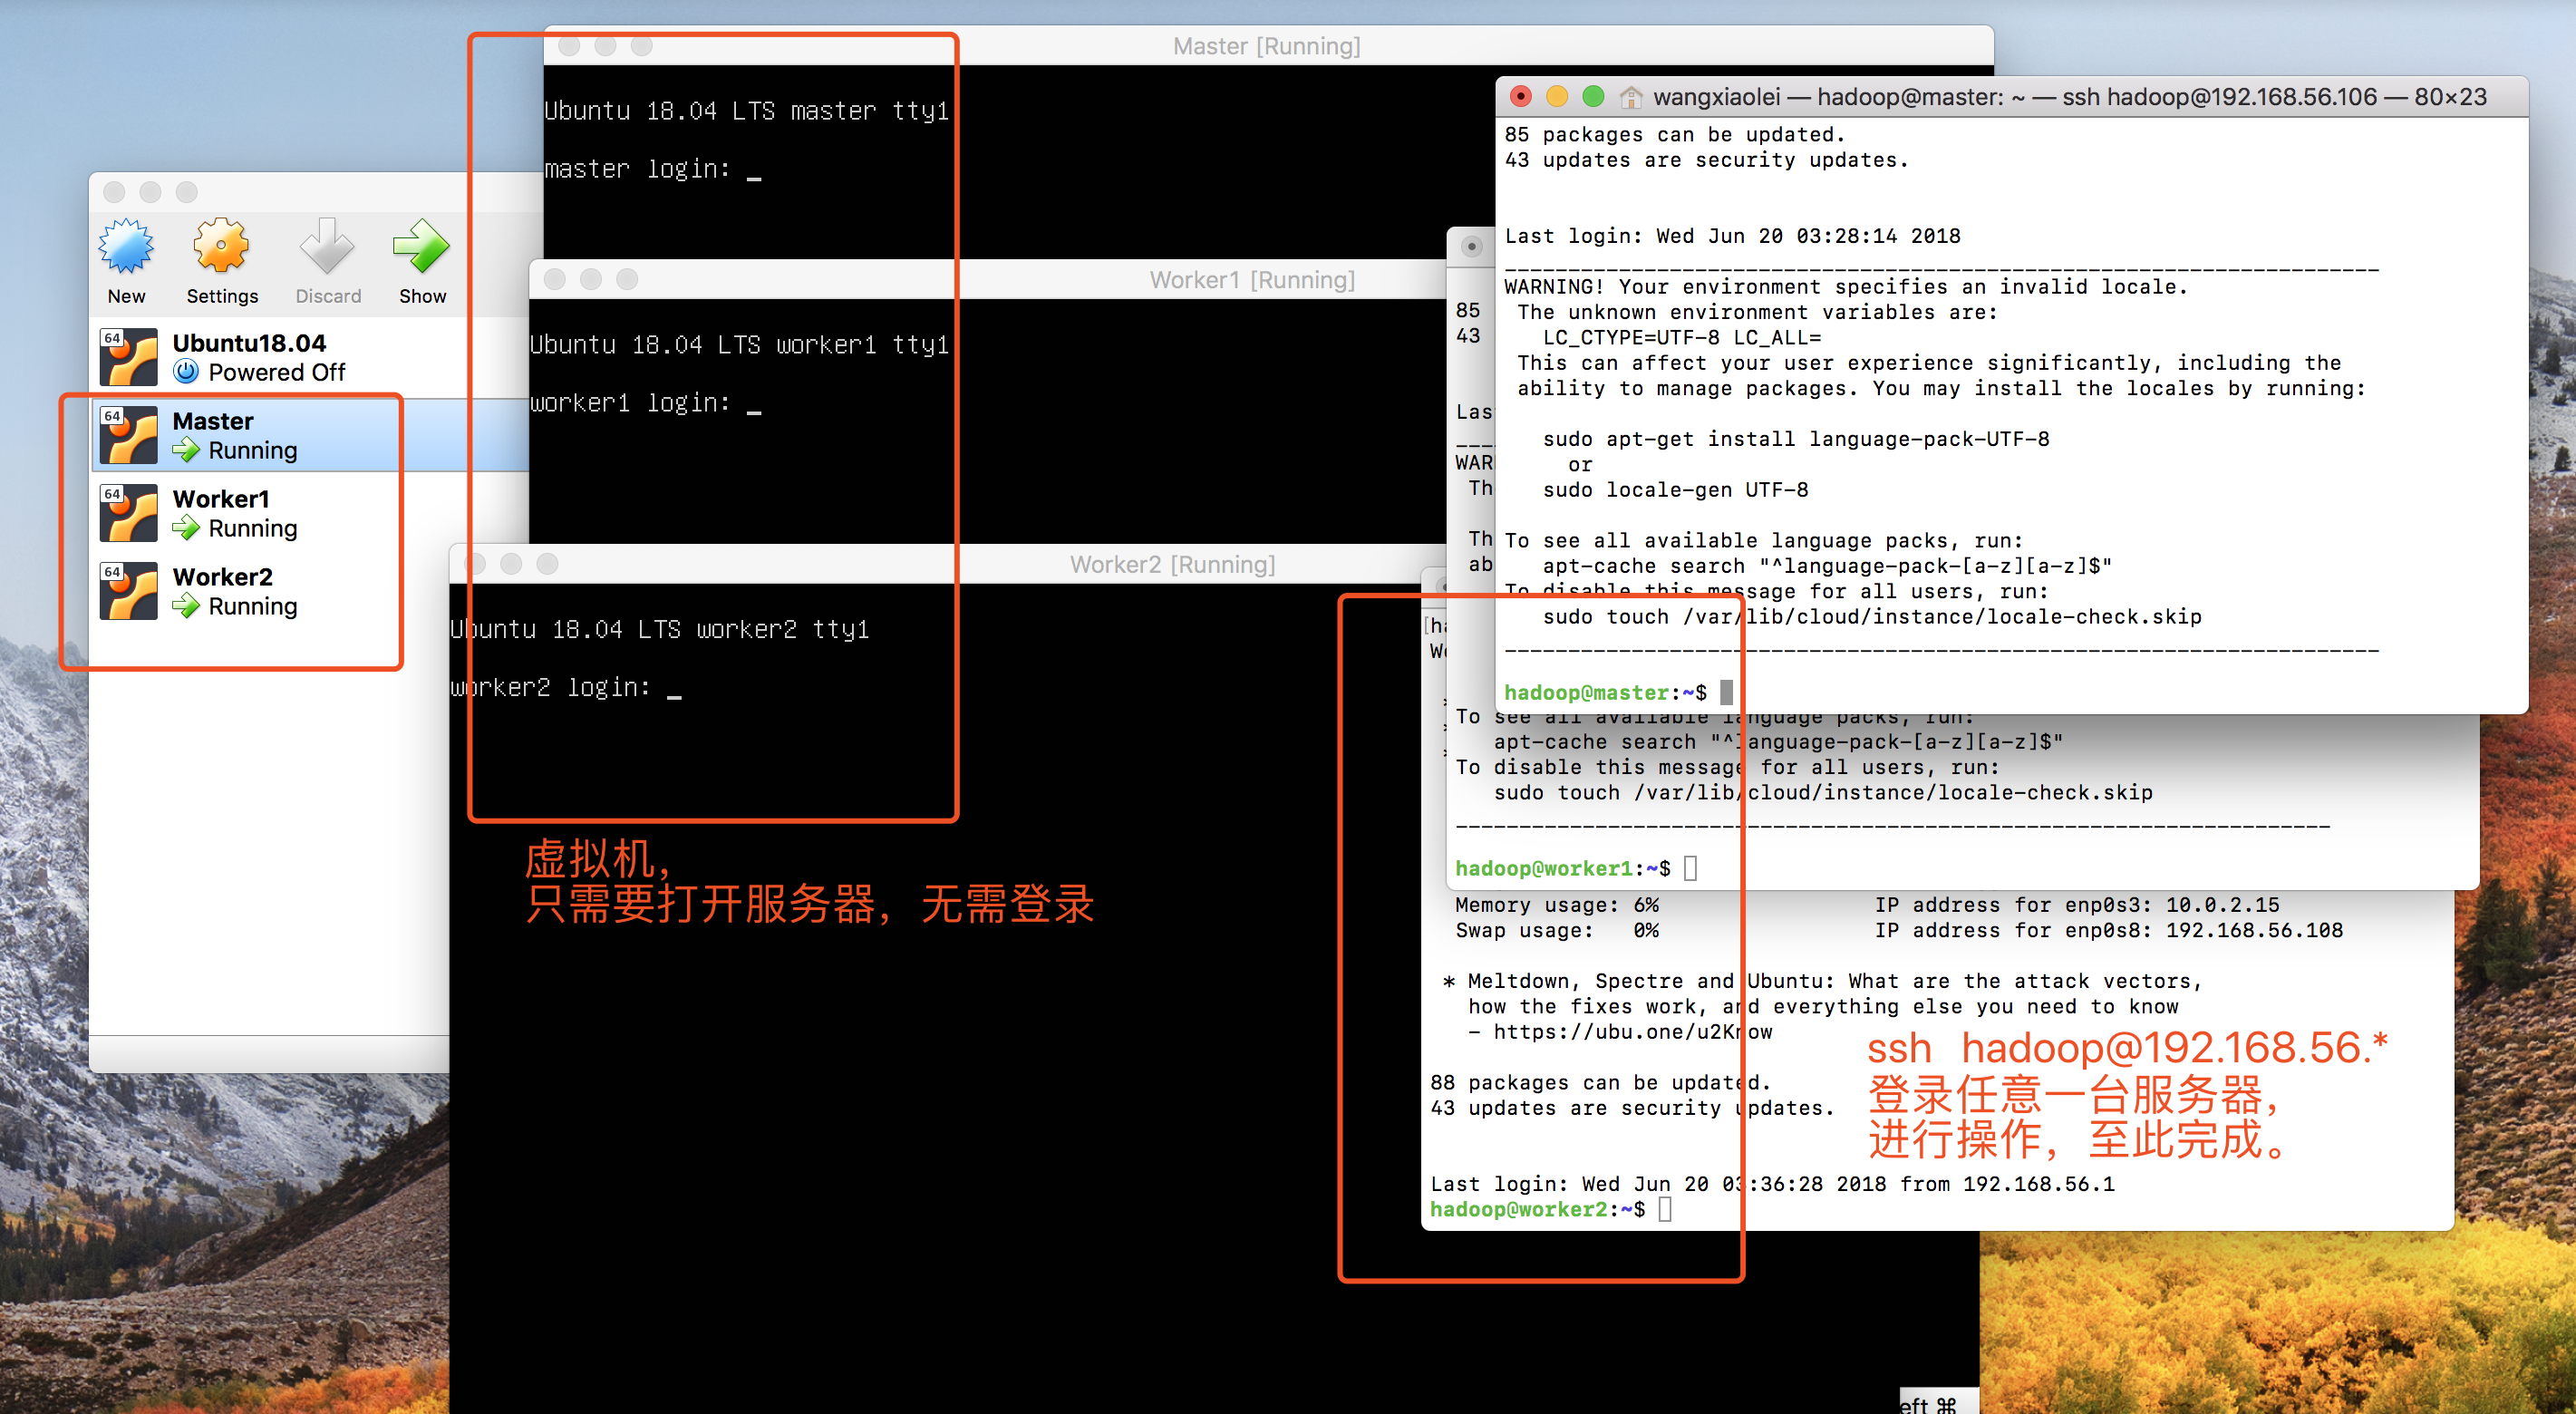 Master [Running]
Ubuntu 18.04 LTS master tty1
master login: _
New
Settings
Discard
Show
64
Ubuntu18.04
Powered Off
64
Master
Running
64
Worker1
Running
64
Worker2
Running
Worker1 [Running]
Ubuntu 18.04 LTS worker1 tty1
worker1 login: _
Worker2 [Running]
Ubuntu 18.04 LTS worker2 tty1
worker2 login: _
虚拟机，
只需要打开服务器，无需登录
wangxiaolei — hadoop@master: ~ — ssh hadoop@192.168.56.106 — 80×23
85 packages can be updated.
43 updates are security updates.
Last login: Wed Jun 20 03:28:14 2018
WARNING! Your environment specifies an invalid locale.
The unknown environment variables are:
LC_CTYPE=UTF-8 LC_ALL=
This can affect your user experience significantly, including the
ability to manage packages. You may install the locales by running:
sudo apt-get install language-pack-UTF-8
or
sudo locale-gen UTF-8
To see all available language packs, run:
apt-cache search "^language-pack-[a-z][a-z]$"
To disable this message for all users, run:
sudo touch /var/lib/cloud/instance/locale-check.skip
hadoop@master:~$
85
43
To see all available language packs, run:
apt-cache search "^language-pack-[a-z][a-z]$"
To disable this message for all users, run:
sudo touch /var/lib/cloud/instance/locale-check.skip
hadoop@worker1:~$
Memory usage: 6% IP address for enp0s3: 10.0.2.15
Swap usage: 0% IP address for enp0s8: 192.168.56.108
* Meltdown, Spectre and Ubuntu: What are the attack vectors,
how the fixes work, and everything else you need to know
- https://ubu.one/u2Know
88 packages can be updated.
43 updates are security updates.
Last login: Wed Jun 20 03:36:28 2018 from 192.168.56.1
hadoop@worker2:~$
ssh hadoop@192.168.56.*
登录任意一台服务器，
进行操作，至此完成。